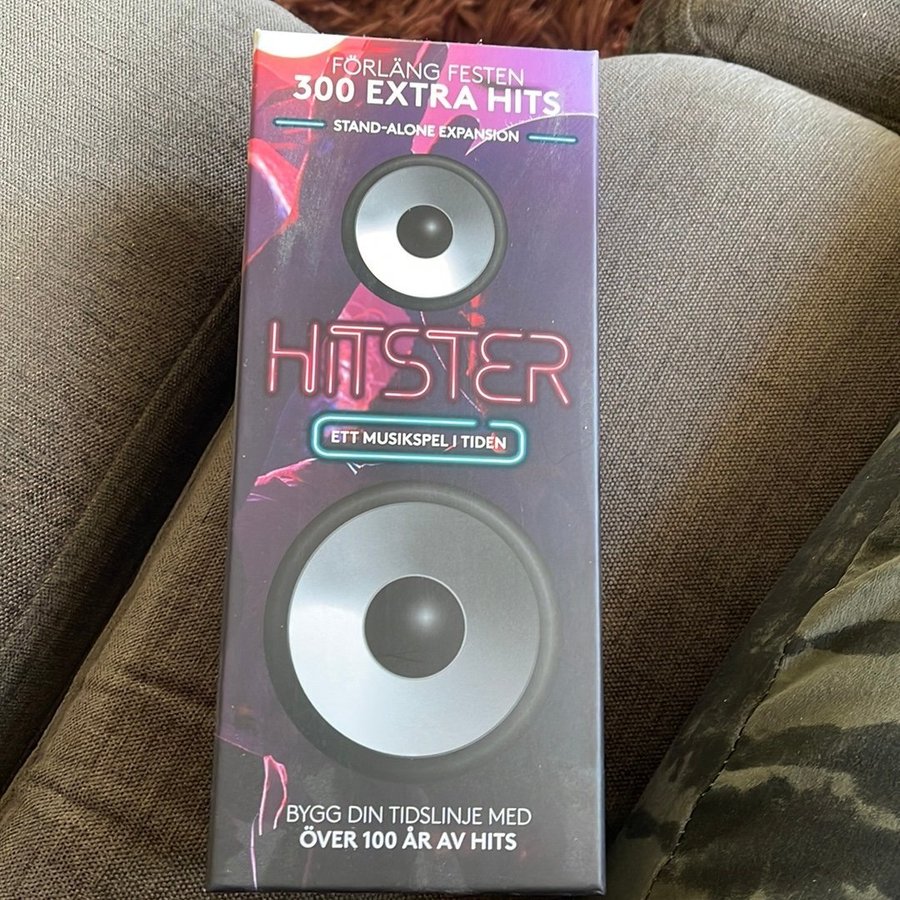 FÖRLÄNG FESTEN
300 EXTRA HITS
STAND-ALONE EXPANSION
HITSTER
ETT MUSIKSPEL I TIDEN
BYGG DIN TIDSLINJE MED
ÖVER 100 ÅR AV HITS